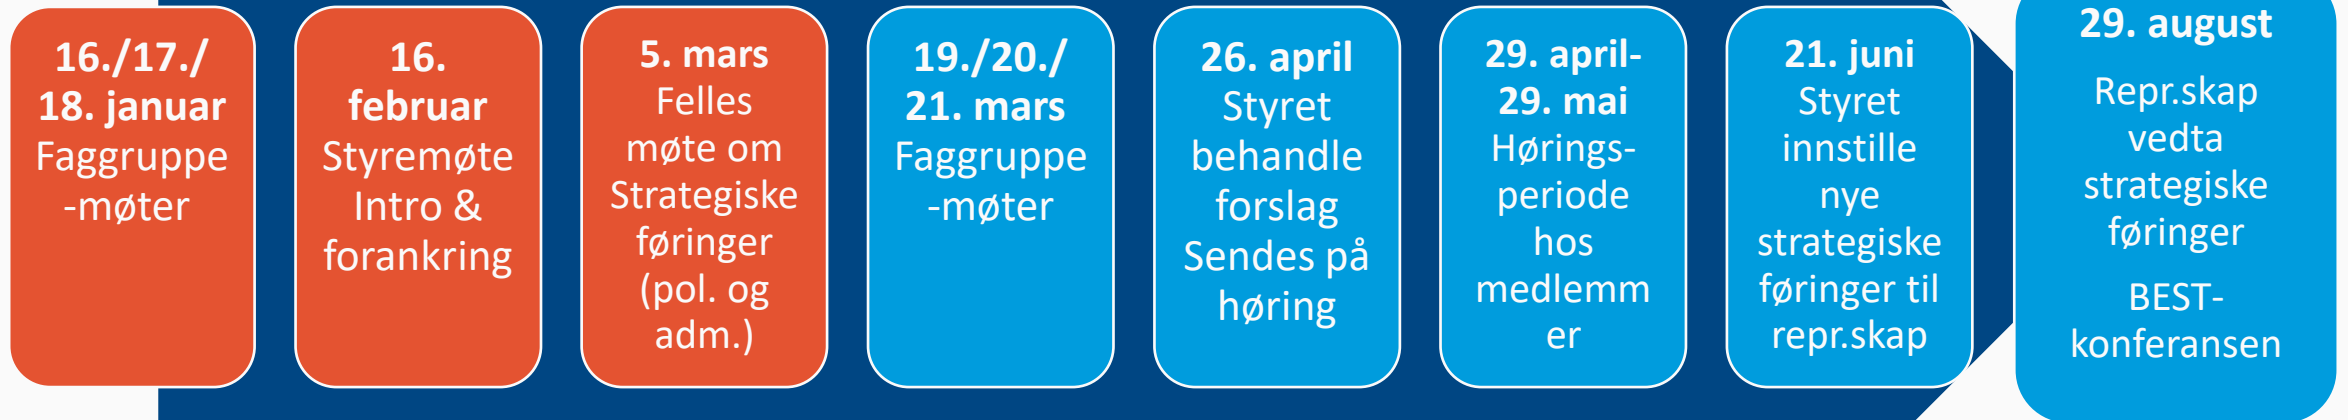 16./17./
18. januar
Faggruppe
-møter
16.
februar
Styremøte
Intro &
forankring
5. mars
Felles
møte om
Strategiske
føringer
(pol. og
adm.)
19./20./
21. mars
Faggruppe
-møter
26. april
Styret
behandle
forslag
Sendes på
høring
29. april-
29. mai
Hørings-
periode
hos
medlemm
er
21. juni
Styret
innstille
nye
strategiske
føringer til
repr.skap
29. august
Repr.skap
vedta
strategiske
føringer
BEST-
konferansen